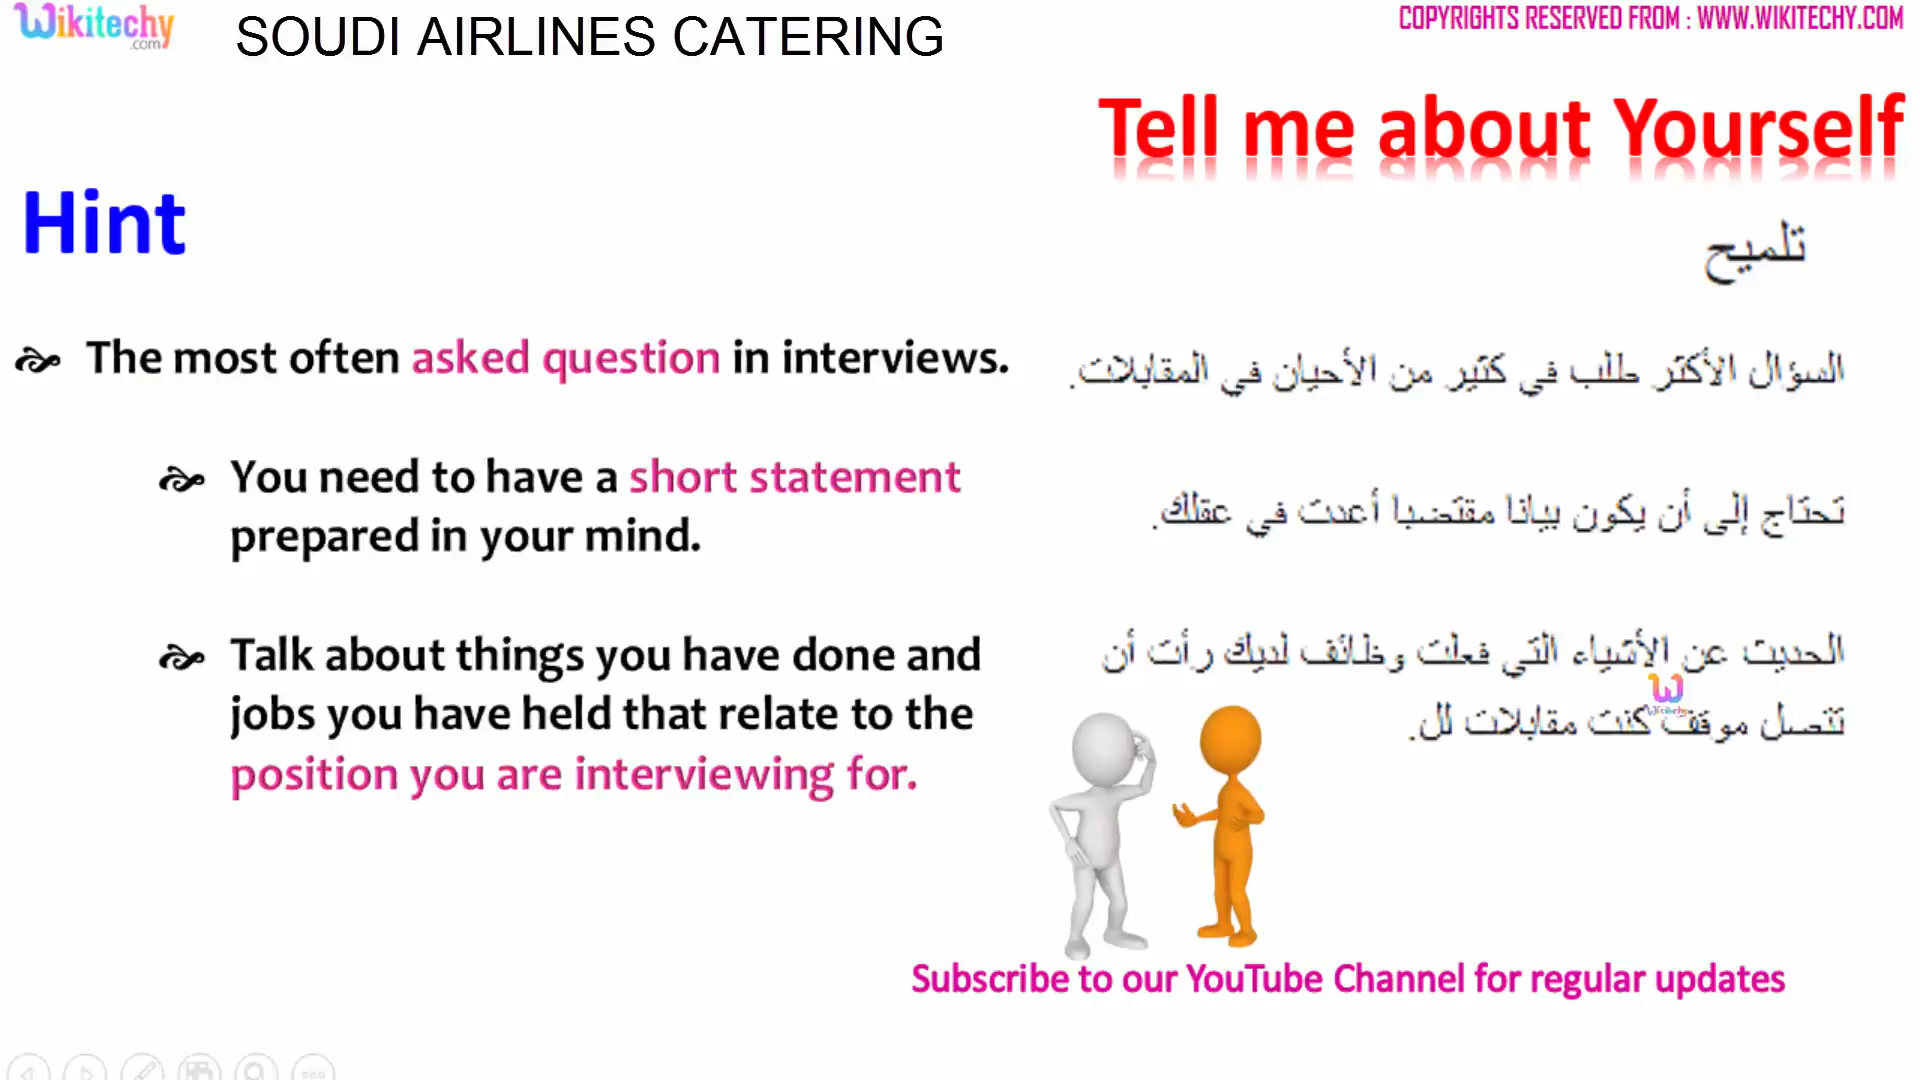 Wikitechy
.com
SOUDI AIRLINES CATERING
COPYRIGHTS RESERVED FROM : WWW.WIKITECHY.COM
Tell me about Yourself
Hint
تلميح
The most often asked question in interviews.
السؤال الأكثر طلب في كثير من الأحيان في المقابلات.
You need to have a short statement
prepared in your mind.
تحتاج إلى أن يكون بيانا مقتضبا أعدت في عقلك.
Talk about things you have done and
jobs you have held that relate to the
position you are interviewing for.
الحديث عن الأشياء التي فعلت وظائف لديك رأت أن
تتصل موقف كنت مقابلات لل.
Wikitechy
Subscribe to our YouTube Channel for regular updates